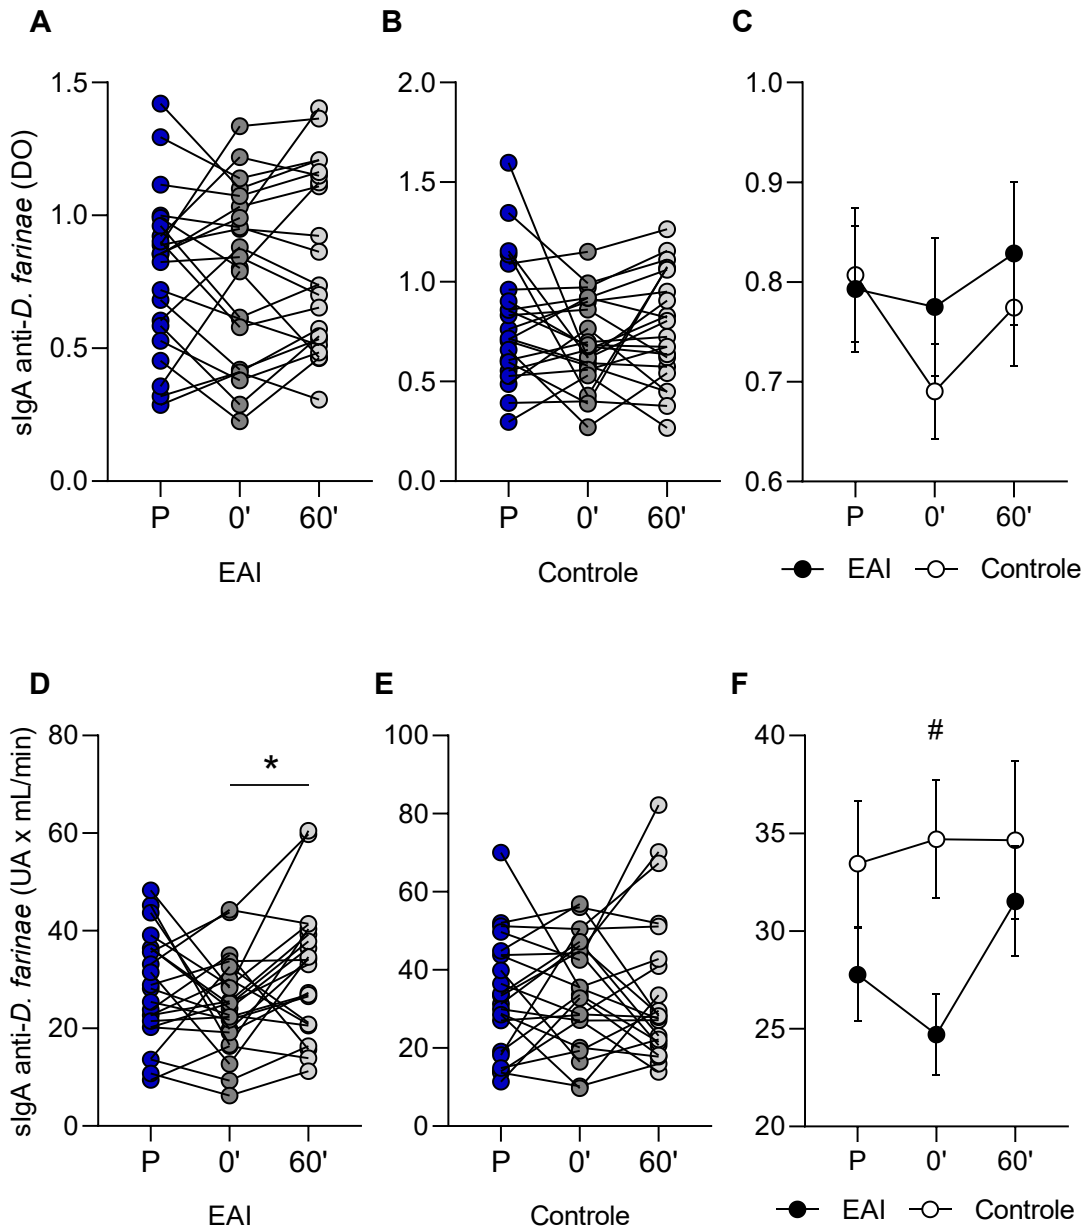 A
sIgA anti-D. farinae (DO)
1.5
1.0
0.5
0.0
P 0' 60'
EAI
B
2.0
1.5
1.0
0.5
0.0
P 0' 60'
Controle
C
1.0
0.9
0.8
0.7
0.6
P 0' 60'
EAI Controle
D
sIgA anti-D. farinae (UA x mL/min)
80
60
40
20
0
*
P 0' 60'
EAI
E
100
80
60
40
20
0
P 0' 60'
Controle
F
40
35
30
25
20
#
P 0' 60'
EAI Controle